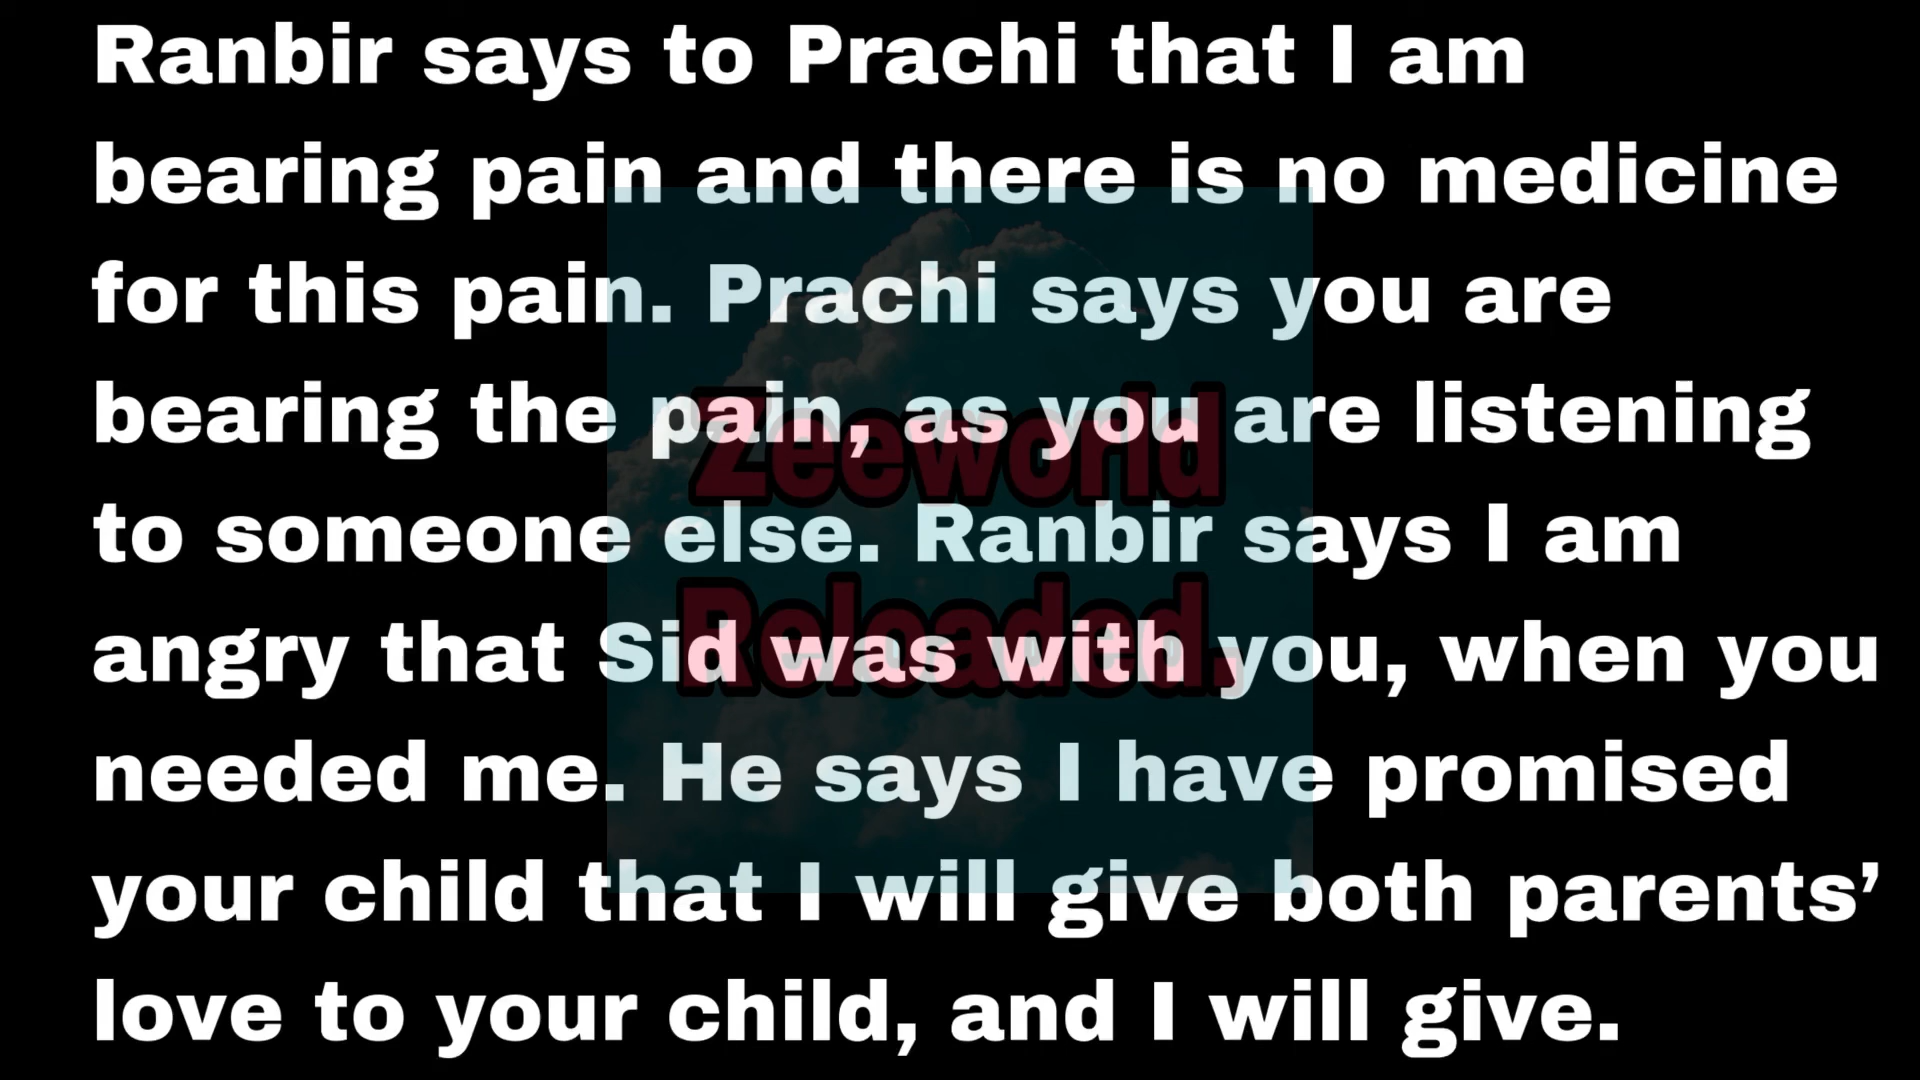 Ranbir says to Prachi that I am
bearing pain and there is no medicine
for this pain. Prachi says you are
bearing the pain, as you are listening
to someone else. Ranbir says I am
angry that Sid was with you, when you
needed me. He says I have promised
your child that I will give both parents’
love to your child, and I will give.
Zeeworld
Reloaded.